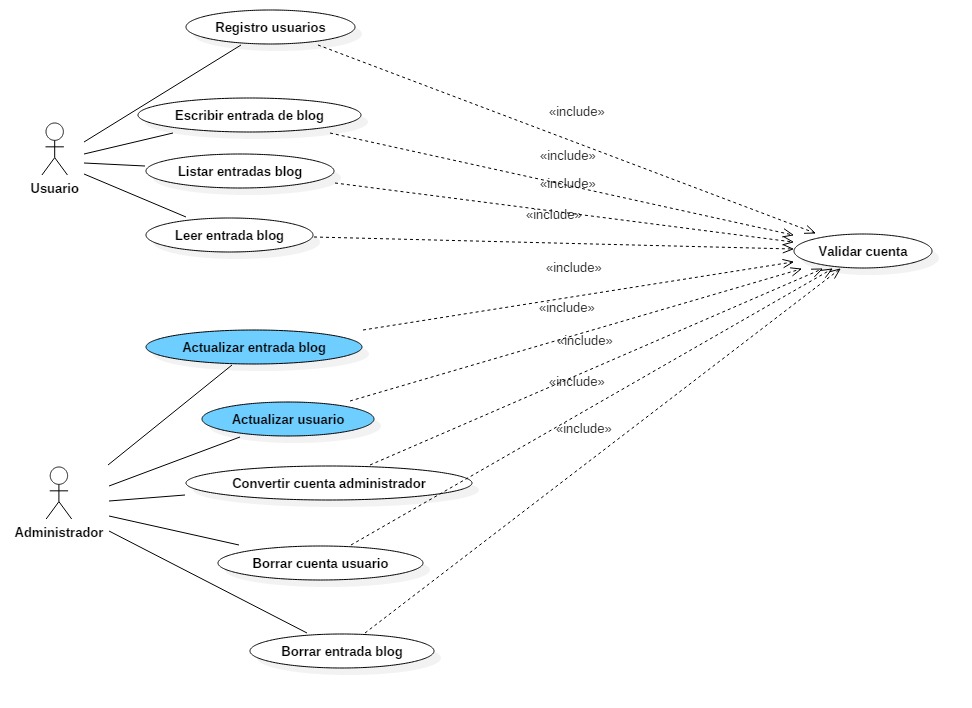 Registro usuarios
«include»
Escribir entrada de blog
«include»
Listar entradas blog
«include»
Usuario
«include»
Leer entrada blog
Validar cuenta
«include»
«include»
Actualizar entrada blog
«include»
«include»
Actualizar usuario
«include»
Convertir cuenta administrador
Administrador
Borrar cuenta usuario
Borrar entrada blog